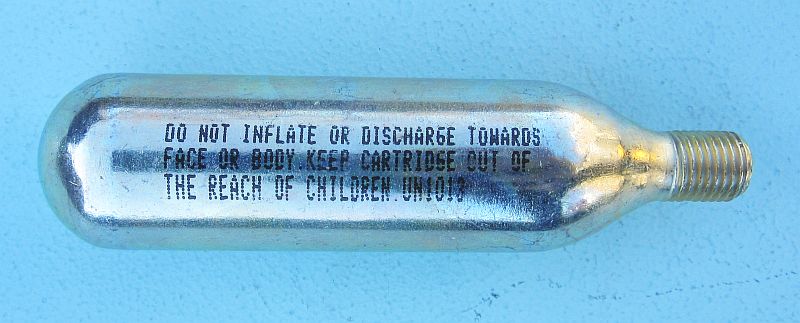 DO NOT INFLATE OR DISCHARGE TOWARDS
FACE OR BODY.KEEP CARTRIDGE OUT OF
THE REACH OF CHILDREN.UN1013